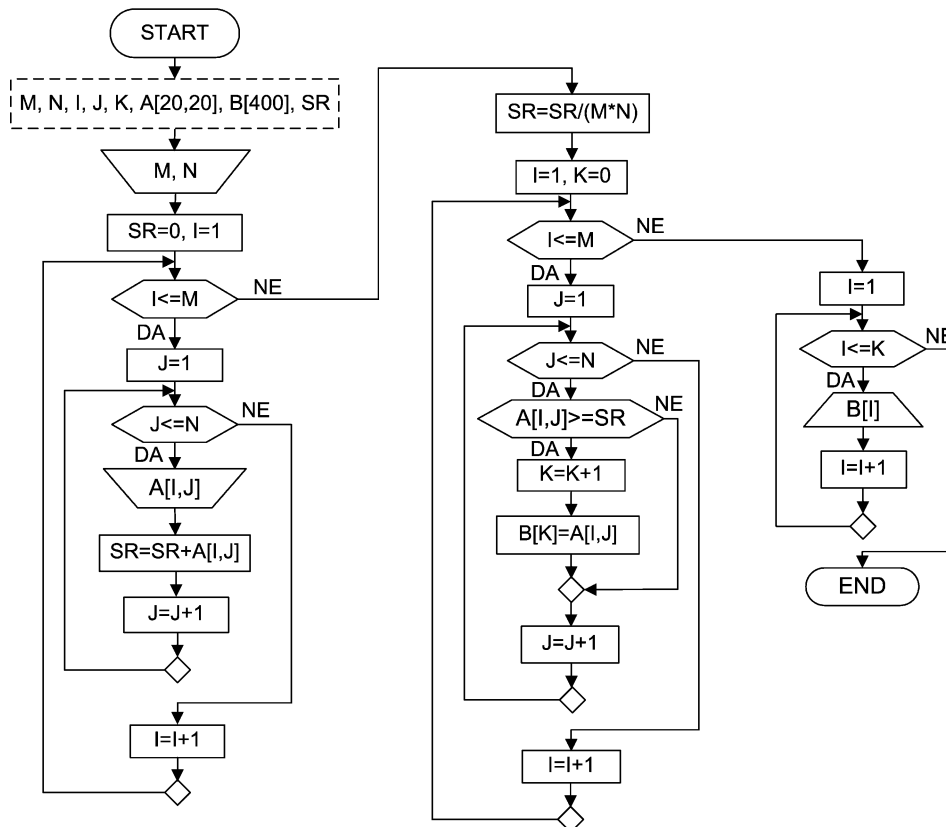 START
M, N, I, J, K, A[20,20], B[400], SR
M, N
SR=0, I=1
I<=M
NE
DA
J=1
J<=N
NE
DA
A[I,J]
SR=SR+A[I,J]
J=J+1
I=I+1
SR=SR/(M*N)
I=1, K=0
I<=M
NE
DA
J=1
J<=N
NE
DA
A[I,J]>=SR
NE
DA
K=K+1
B[K]=A[I,J]
J=J+1
I=I+1
I=1
I<=K
NE
DA
B[I]
I=I+1
END